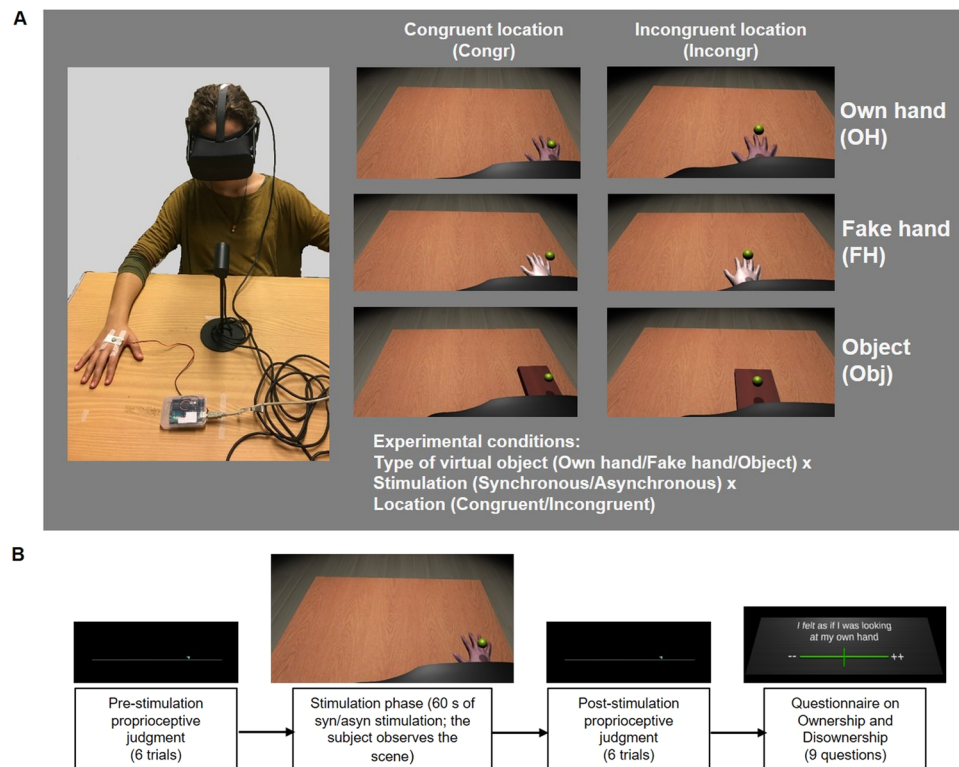 A
Congruent location
(Congr)
Incongruent location
(Incongr)
Own hand
(OH)
Fake hand
(FH)
Object
(Obj)
Experimental conditions:
Type of virtual object (Own hand/Fake hand/Object) x
Stimulation (Synchronous/Asynchronous) x
Location (Congruent/Incongruent)
B
I felt as if I was looking
at my own hand
-- ++
Pre-stimulation
proprioceptive
judgment
(6 trials)
Stimulation phase (60 s of
syn/asyn stimulation; the
subject observes the
scene)
Post-stimulation
proprioceptive
judgment
(6 trials)
Questionnaire on
Ownership and
Disownership
(9 questions)